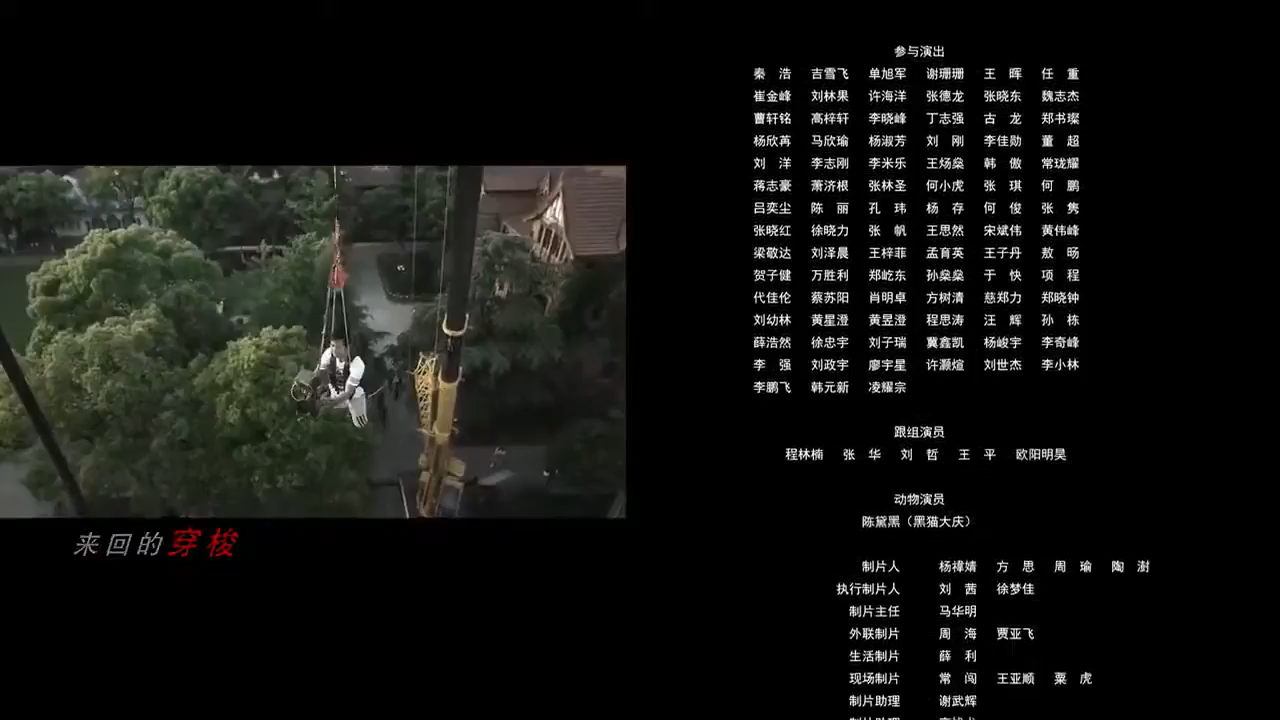 参与演出
秦 浩 吉雪飞 单旭军 谢珊珊 王 晖 任 重
崔金峰 刘林果 许海洋 张德龙 张晓东 魏志杰
曹轩铭 高梓轩 李晓峰 丁志强 古 龙 郑书璨
杨欣苒 马欣瑜 杨淑芳 刘 刚 李佳勋 董 超
刘 洋 李志刚 李米乐 王炀燊 韩 傲 常珑耀
蒋志豪 萧济根 张林圣 何小虎 张 琪 何 鹏
吕奕尘 陈 丽 孔 玮 杨 存 何 俊 张 隽
张晓红 徐晓力 张 帆 王思然 宋斌伟 黄伟峰
梁敬达 刘泽晨 王梓菲 孟育英 王子丹 敖 旸
贺子健 万胜利 郑屹东 孙燊燊 于 快 项 程
代佳伦 蔡苏阳 肖明卓 方树清 慈郑力 郑晓钟
刘幼林 黄星澄 黄昱澄 程思涛 汪 辉 孙 栋
薛浩然 徐忠宇 刘子瑞 冀鑫凯 杨峻宇 李奇峰
李 强 刘政宇 廖宇星 许灏煊 刘世杰 李小林
李鹏飞 韩元新 凌耀宗
跟组演员
程林楠 张 华 刘 哲 王 平 欧阳明昊
动物演员
陈黛黑（黑猫大庆）
制片人 杨禕婧 方 思 周 瑜 陶 澍
执行制片人 刘 茜 徐梦佳
制片主任 马华明
外联制片 周 海 贾亚飞
生活制片 薛 利
现场制片 常 闯 王亚顺 粟 虎
制片助理 谢武辉
来回的穿梭